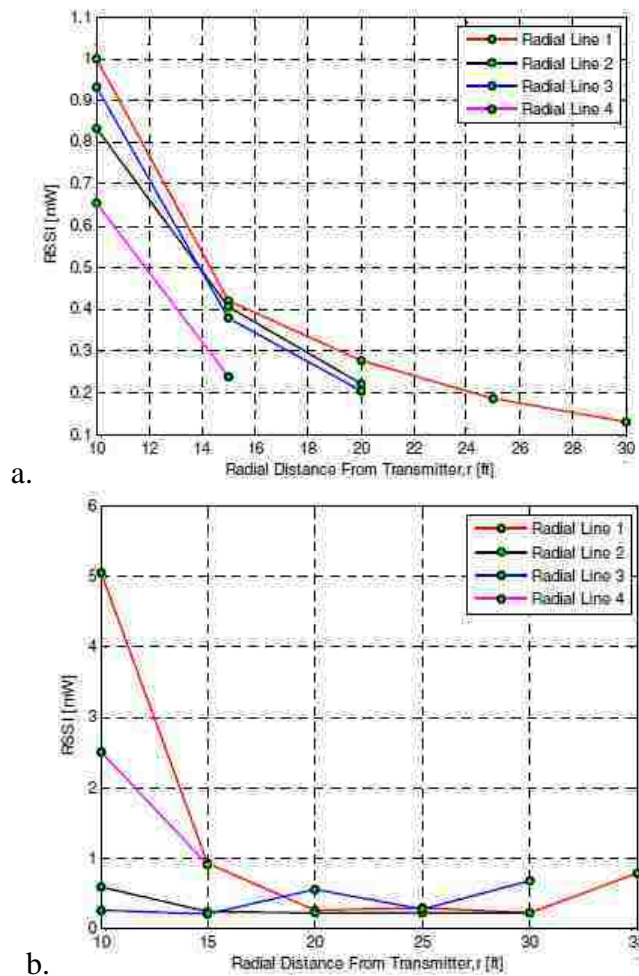 1.1
1
0.9
0.8
0.7
0.6
0.5
0.4
0.3
0.2
0.1
RSSI [mW]
Radial Line 1
Radial Line 2
Radial Line 3
Radial Line 4
10 12 14 16 18 20 22 24 26 28 30
Radial Distance From Transmitter,r [ft]
a.
6
5
4
3
2
1
0
RSSI [mW]
Radial Line 1
Radial Line 2
Radial Line 3
Radial Line 4
10 15 20 25 30
Radial Distance From Transmitter,r [ft]
b.